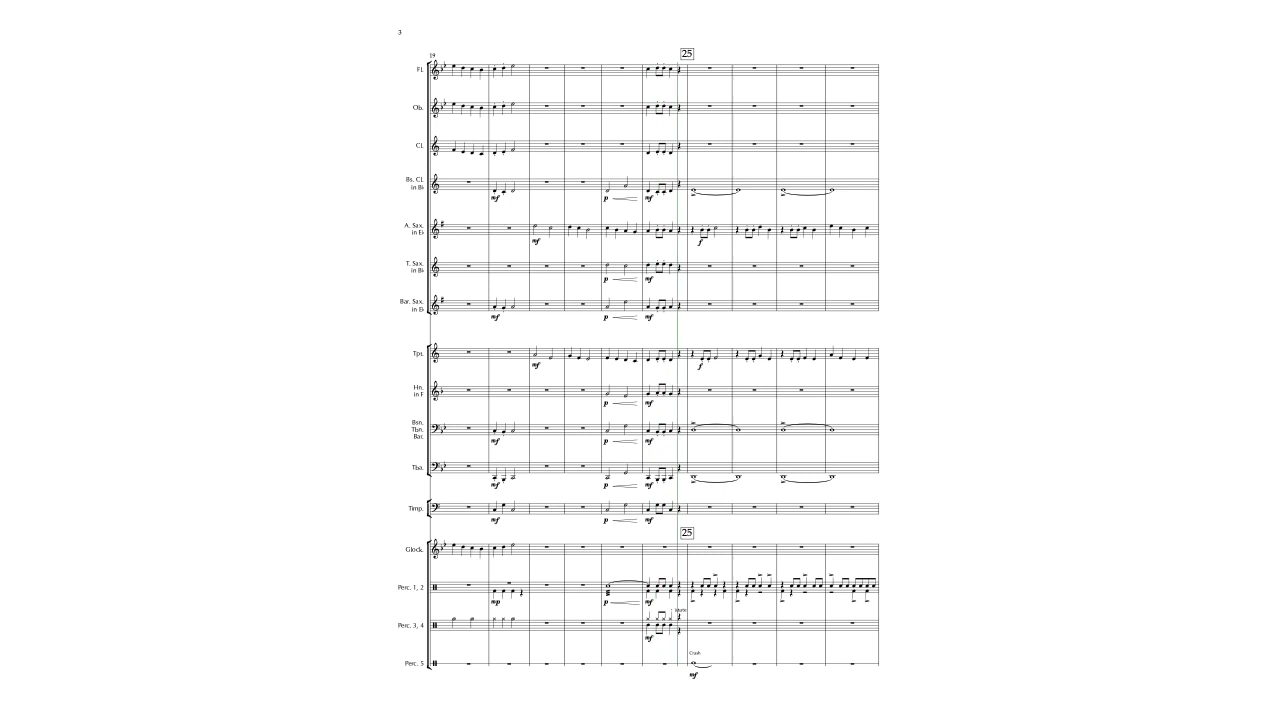 3
25
19
Fl.
Ob.
Cl.
Bs. Cl.
in B♭
mf
p
mf
A. Sax.
in E♭
mf
f
T. Sax.
in B♭
p
mf
Bar. Sax.
in E♭
mf
p
mf
Tpt.
mf
f
Hn.
in F
p
mf
Bsn.
Tbn.
Bar.
mf
p
mf
Tba.
mf
p
mf
Timp.
mf
p
mf
25
Glock.
Perc. 1, 2
mp
p
mf
Perc. 3, 4
mf
Perc. 5
Crash
mf